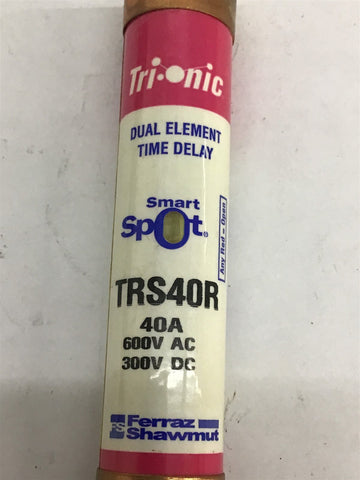 Tri-onic
DUAL ELEMENT
TIME DELAY
Smart
Spot®
Any Red – Open
TRS40R
40A
600V AC
300V DC
FS Ferraz
Shawmut